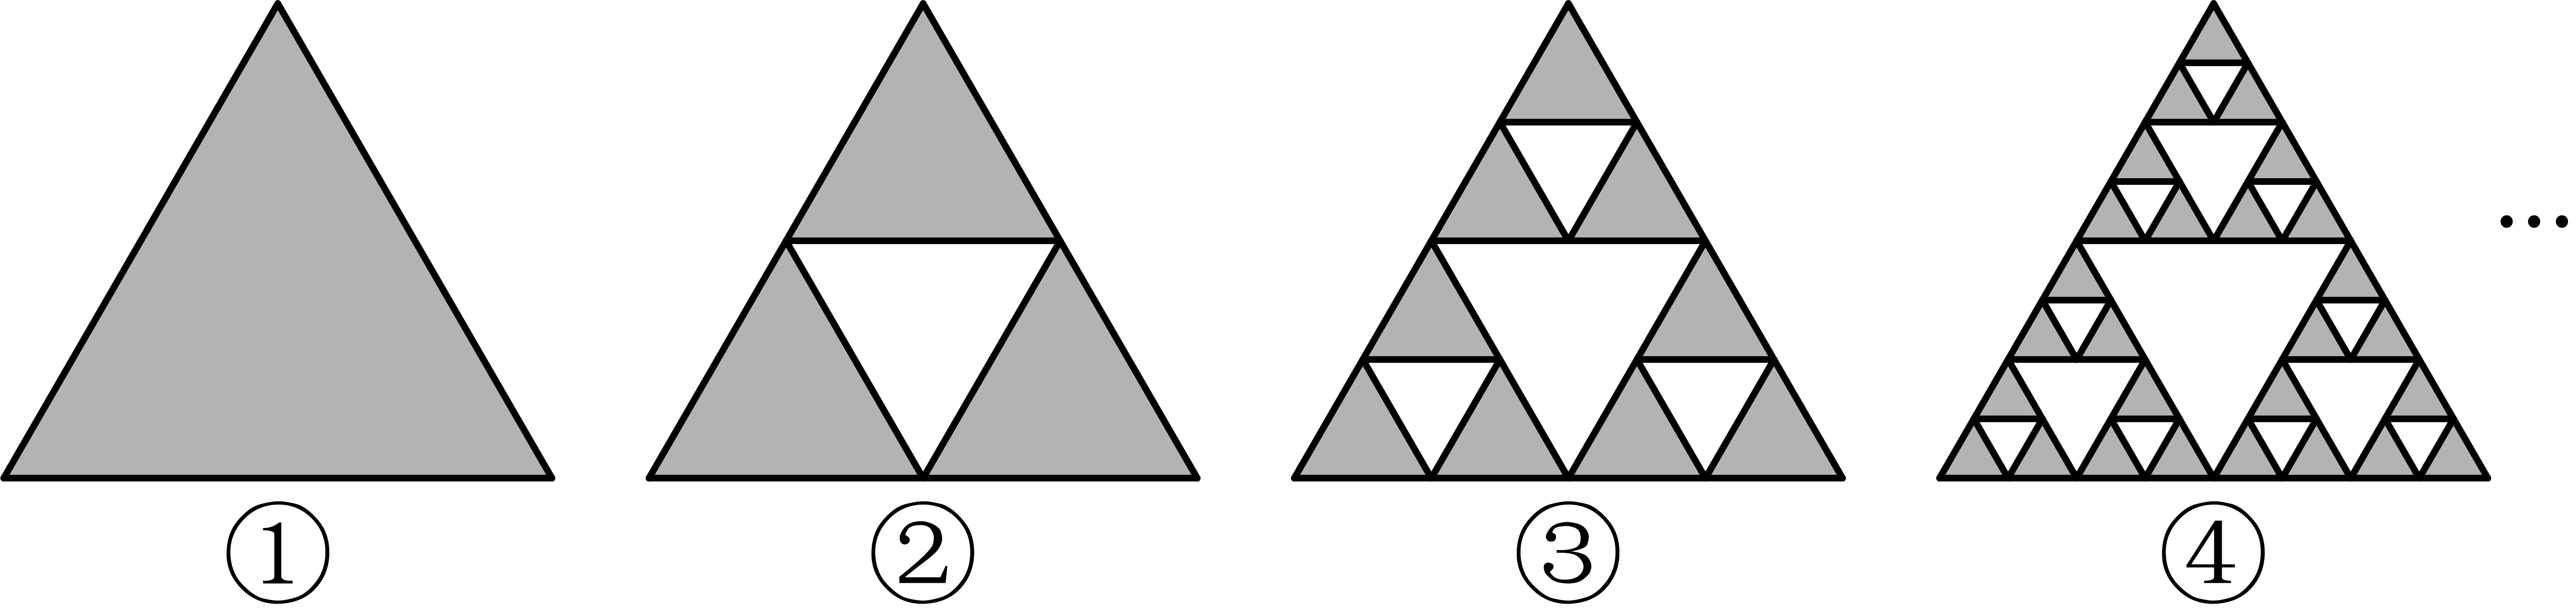 ① ② ③ ④ ...